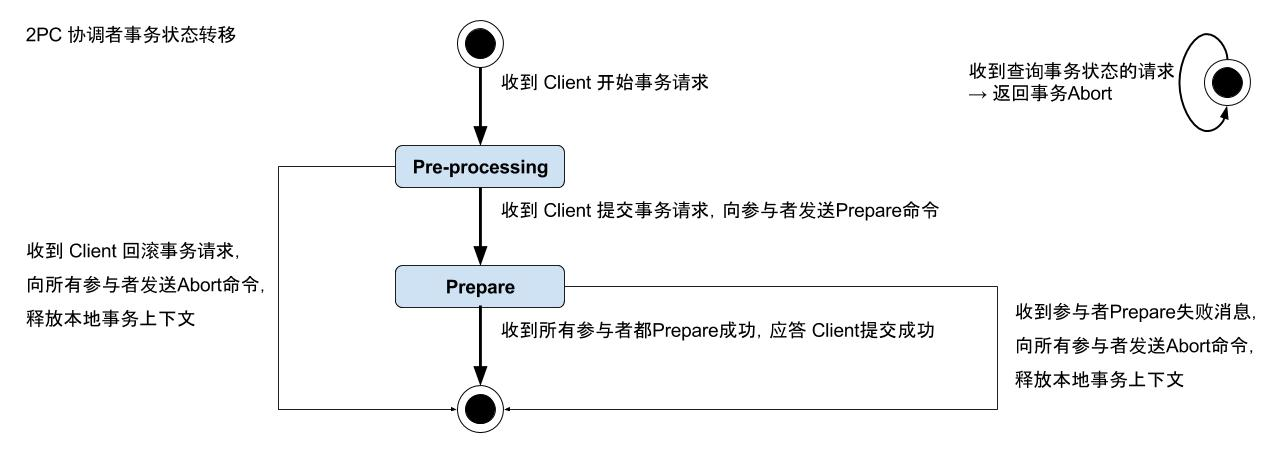 2PC 协调者事务状态转移
收到 Client 开始事务请求
收到查询事务状态的请求
→ 返回事务Abort
Pre-processing
收到 Client 提交事务请求, 向参与者发送Prepare命令
收到 Client 回滚事务请求,
向所有参与者发送Abort命令,
释放本地事务上下文
Prepare
收到所有参与者都Prepare成功, 应答 Client提交成功
收到参与者Prepare失败消息,
向所有参与者发送Abort命令,
释放本地事务上下文